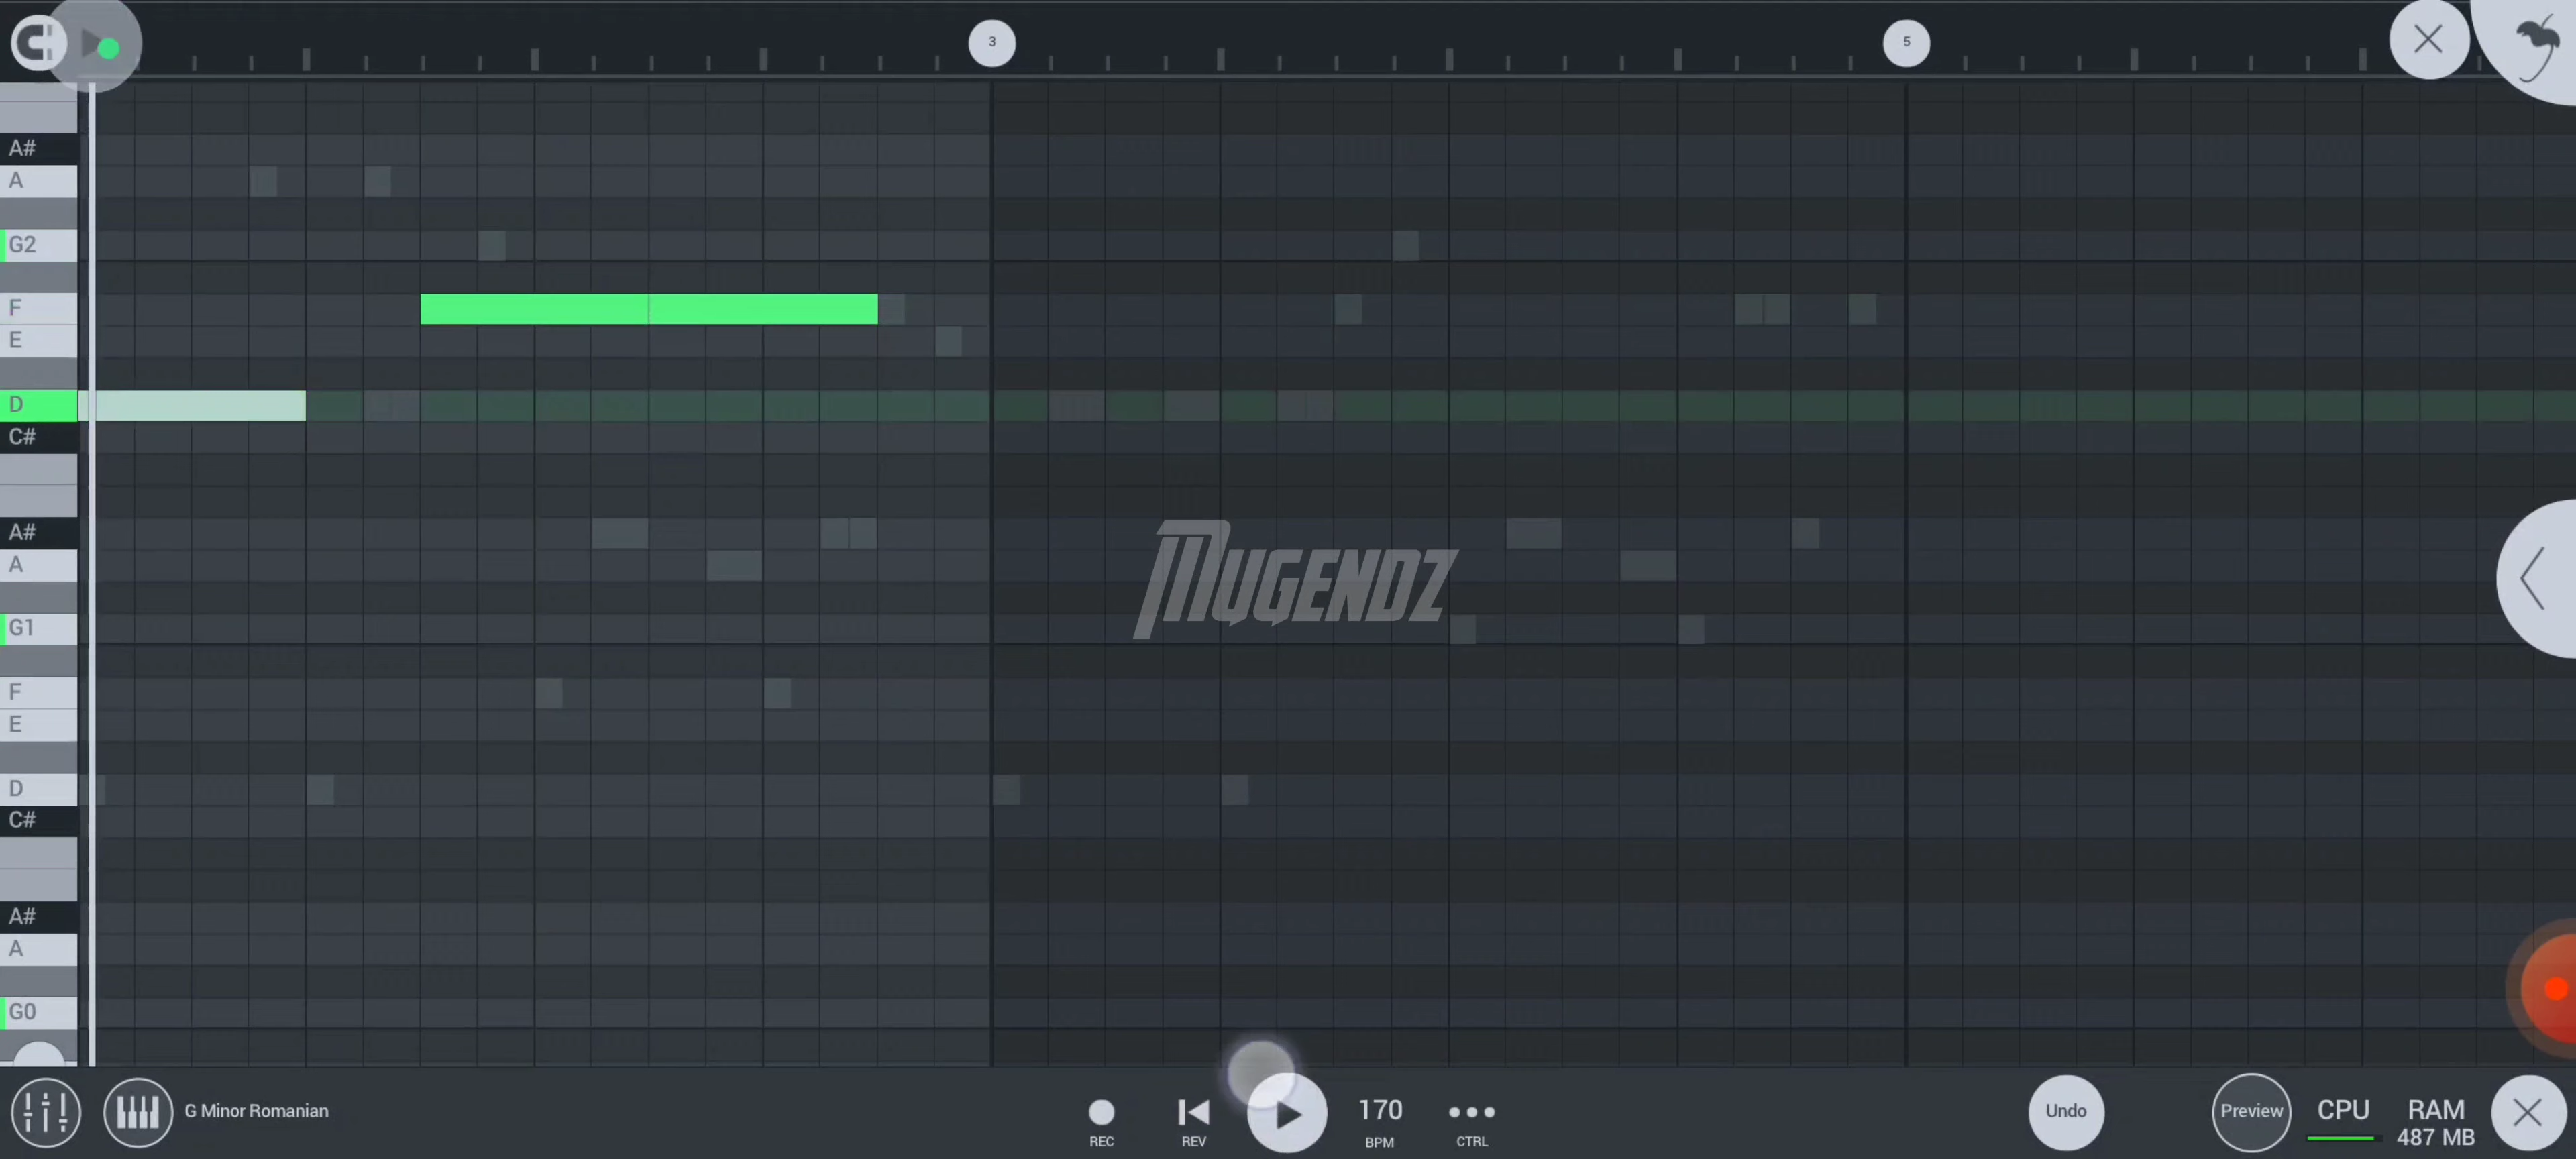 3
5
A#
A
G2
F
E
D
C#
A#
A
G1
F
E
D
C#
A#
A
G0
MUGENDZ
G Minor Romanian
REC
REV
170
BPM
CTRL
Undo
Preview
CPU
RAM
487 MB